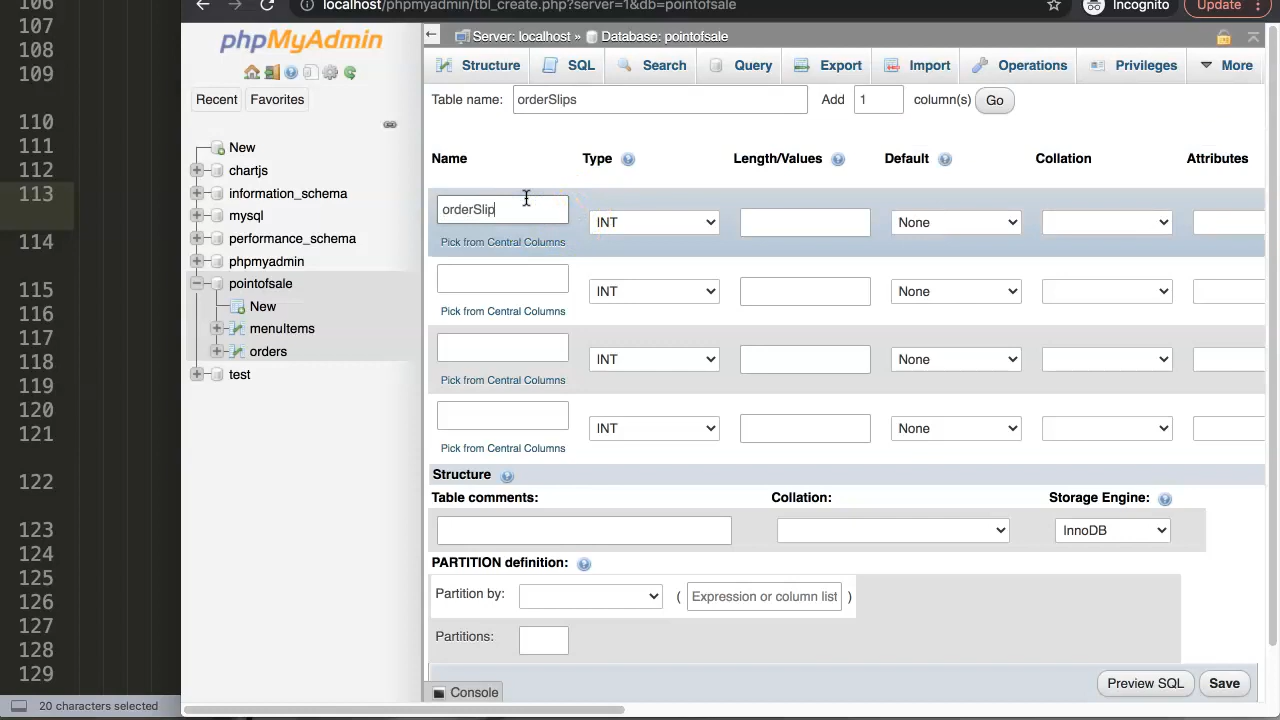 106
107
108
109
110
111
112
113
114
115
116
117
118
119
120
121
122
123
124
125
126
127
128
129
20 characters selected
localhost/phpmyadmin/tbl_create.php?server=1&db=pointofsale
Incognito
Update
phpMyAdmin
Recent
Favorites
New
chartjs
information_schema
mysql
performance_schema
phpmyadmin
pointofsale
New
menuItems
orders
test
Server: localhost » Database: pointofsale
Structure SQL Search Query Export Import Operations Privileges More
Table name: orderSlips Add 1 column(s) Go
Name Type Length/Values Default Collation Attributes
orderSlip INT None
Pick from Central Columns
INT None
Pick from Central Columns
INT None
Pick from Central Columns
INT None
Pick from Central Columns
Structure
Table comments: Collation: Storage Engine:
InnoDB
PARTITION definition:
Partition by: ( Expression or column list )
Partitions:
Preview SQL Save
Console